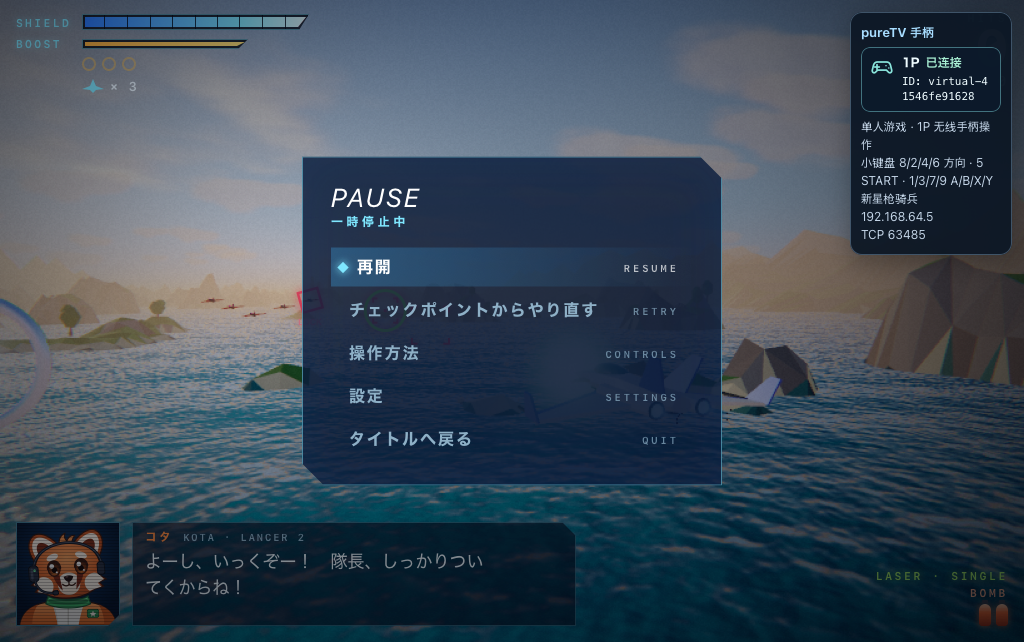 SHIELD
BOOST
× 3
pureTV 手柄
1P 已连接
ID: virtual-4
1546fe91628
单人游戏 · 1P 无线手柄操
作
小键盘 8/2/4/6 方向 · 5
START · 1/3/7/9 A/B/X/Y
新星枪骑兵
192.168.64.5
TCP 63485
PAUSE
一時停止中
再開 RESUME
チェックポイントからやり直す RETRY
操作方法 CONTROLS
設定 SETTINGS
タイトルへ戻る QUIT
コタ KOTA · LANCER 2
よーし、いっくぞー！ 隊長、しっかりつい
てくからね！
LASER · SINGLE
BOMB